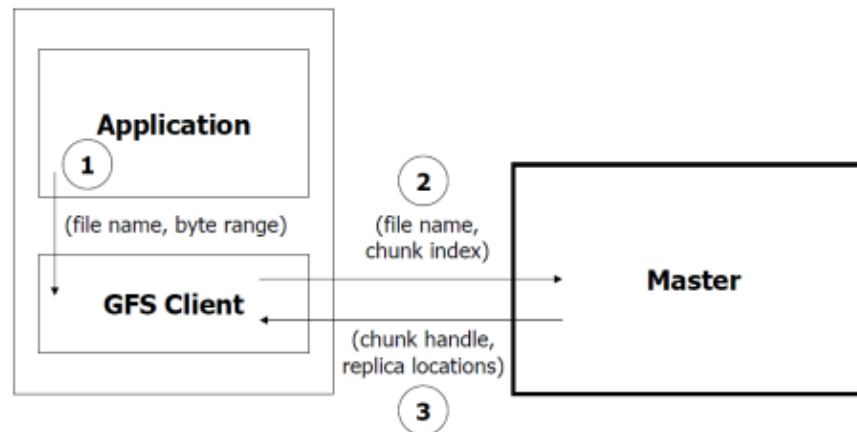 Application
1
(file name, byte range)
GFS Client
2
(file name,
chunk index)
Master
(chunk handle,
replica locations)
3